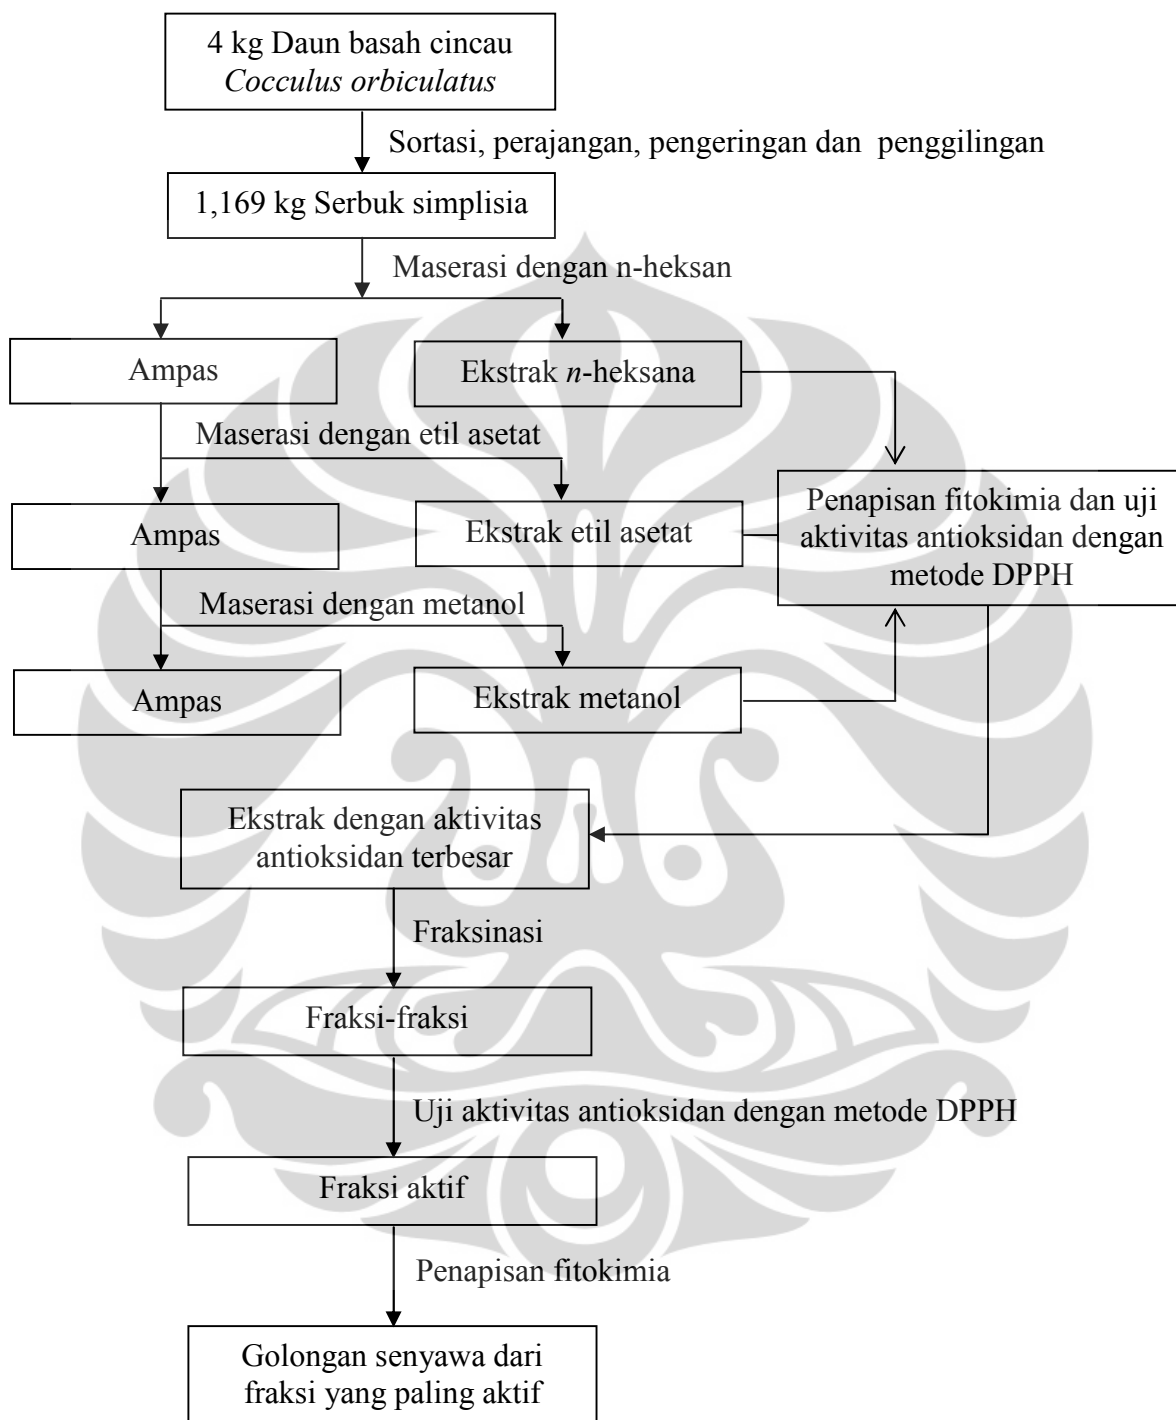 4 kg Daun basah cincau
Cocculus orbiculatus
Sortasi, perajangan, pengeringan dan penggilingan
1,169 kg Serbuk simplisia
Maserasi dengan n-heksan
Ampas
Ekstrak n-heksana
Maserasi dengan etil asetat
Ampas
Ekstrak etil asetat
Penapisan fitokimia dan uji
aktivitas antioksidan dengan
metode DPPH
Maserasi dengan metanol
Ampas
Ekstrak metanol
Ekstrak dengan aktivitas
antioksidan terbesar
Fraksinasi
Fraksi-fraksi
Uji aktivitas antioksidan dengan metode DPPH
Fraksi aktif
Penapisan fitokimia
Golongan senyawa dari
fraksi yang paling aktif